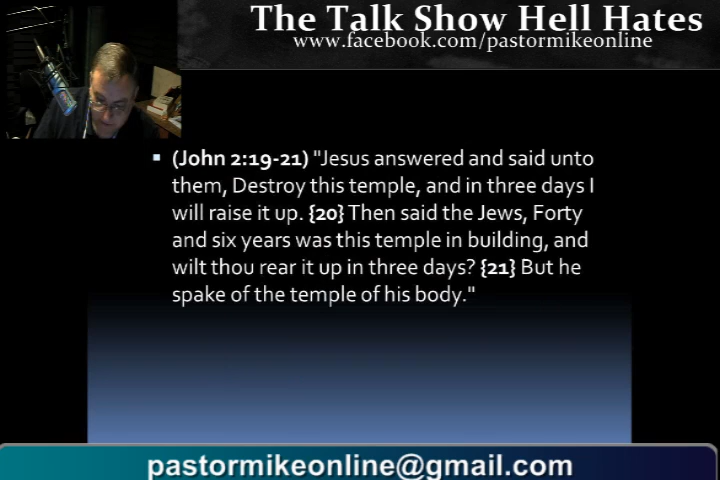 The Talk Show Hell Hates
www.facebook.com/pastormikeonline
(John 2:19-21) "Jesus answered and said unto
them, Destroy this temple, and in three days I
will raise it up. {20} Then said the Jews, Forty
and six years was this temple in building, and
wilt thou rear it up in three days? {21} But he
spake of the temple of his body."
pastormikeonline@gmail.com